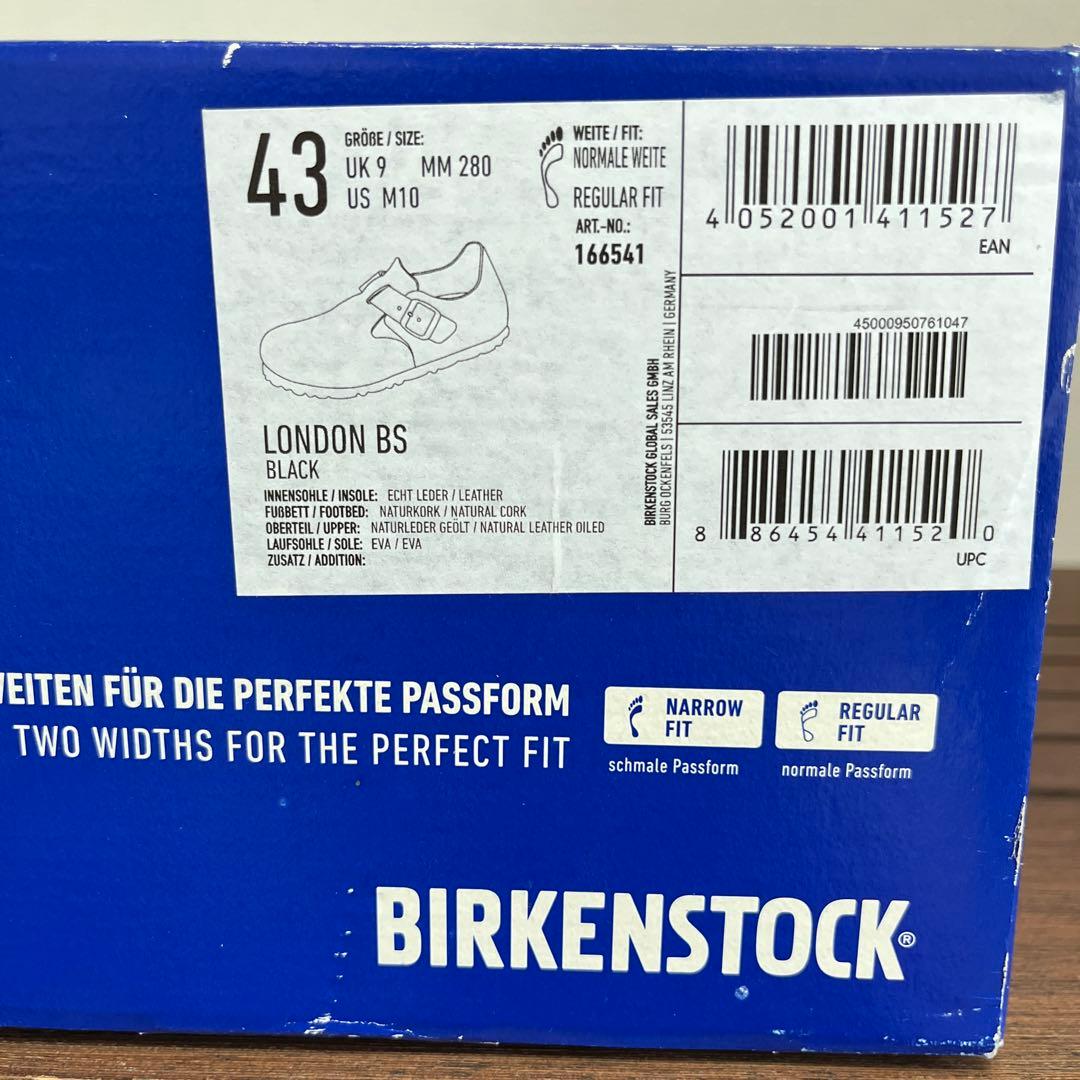 43
GRÖßE / SIZE:
UK 9 MM 280
US M10
WEITE / FIT:
NORMALE WEITE
REGULAR FIT
ART.-NO.:
166541
LONDON BS
BLACK
INNENSOHLE / INSOLE: ECHT LEDER / LEATHER
FUßBETT / FOOTBED: NATURKORK / NATURAL CORK
OBERTEIL / UPPER: NATURLEDER GEÖLT / NATURAL LEATHER OILED
LAUFSOHLE / SOLE: EVA / EVA
ZUSATZ / ADDITION:
BIRKENSTOCK GLOBAL SALES GMBH
BURG OCKENFELS | 53545 LINZ AM RHEIN | GERMANY
4 052001 411527
EAN
45000950761047
8 86454 41152 0
UPC
WEITEN FÜR DIE PERFEKTE PASSFORM
TWO WIDTHS FOR THE PERFECT FIT
NARROW
FIT
schmale Passform
REGULAR
FIT
normale Passform
BIRKENSTOCK®